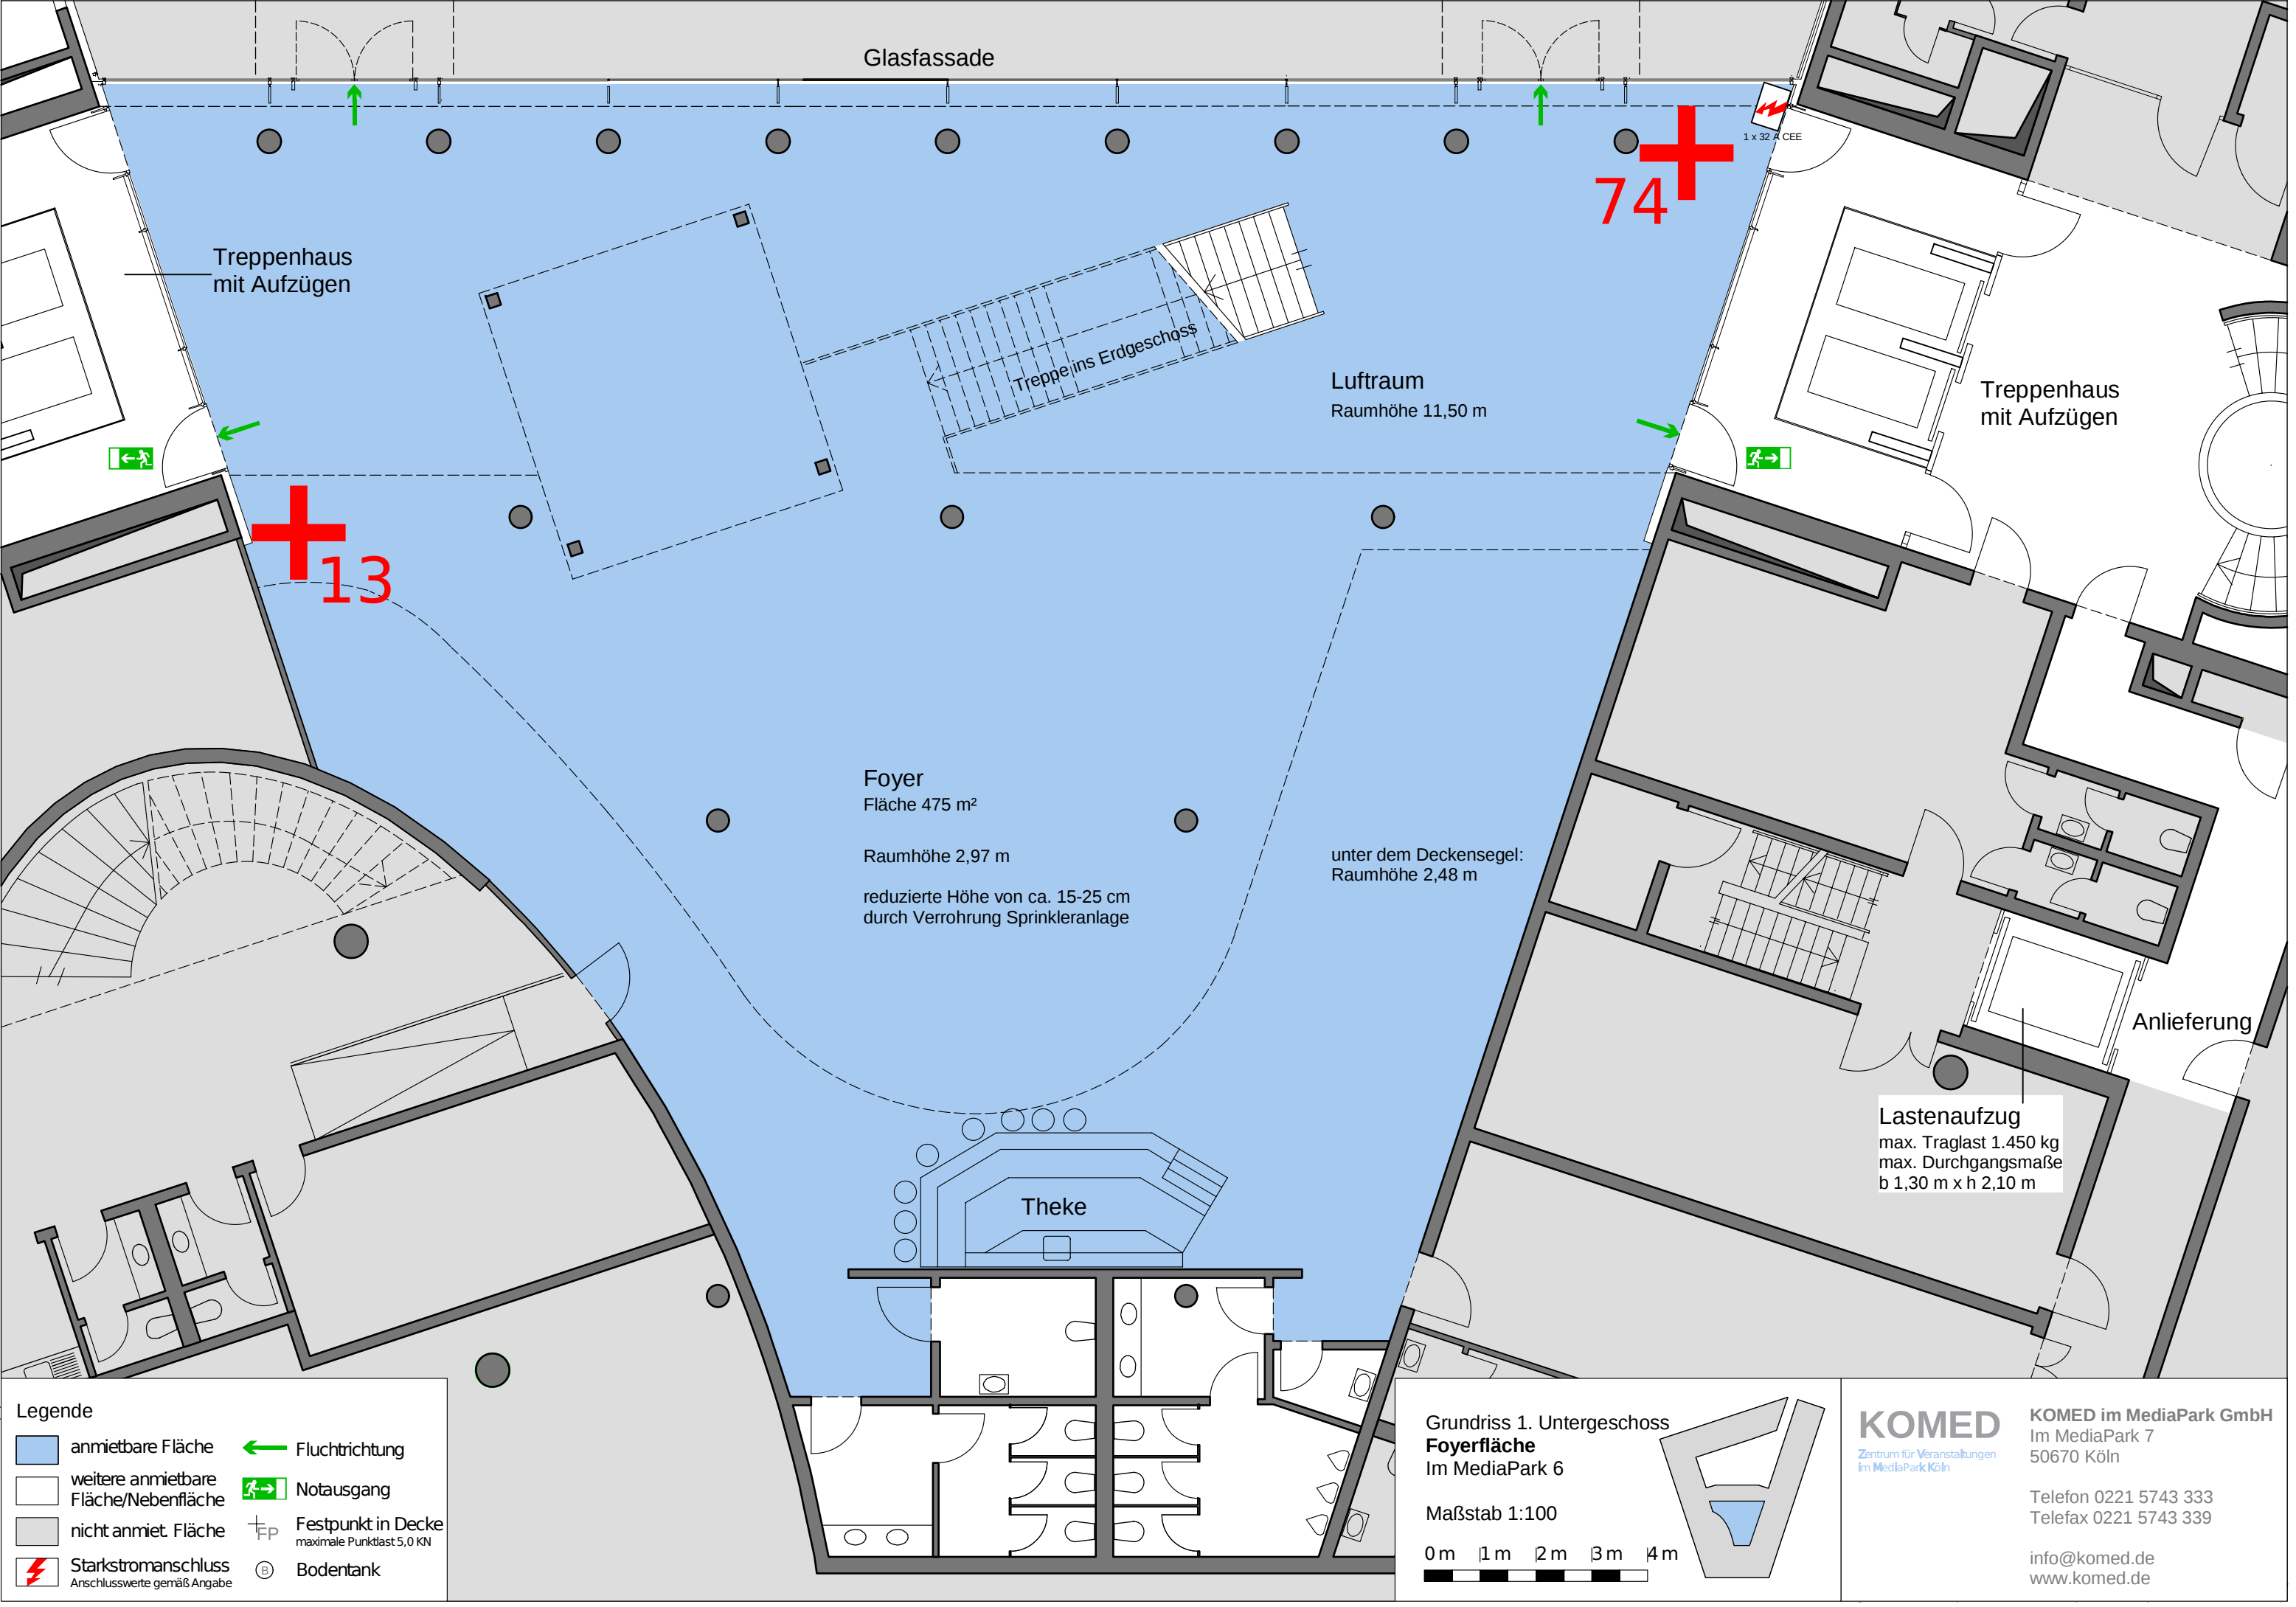 Glasfassade
1 x 32 A CEE
74
Treppenhaus
mit Aufzügen
Treppe ins Erdgeschoss
Luftraum
Raumhöhe 11,50 m
Treppenhaus
mit Aufzügen
13
Foyer
Fläche 475 m²
Raumhöhe 2,97 m
reduzierte Höhe von ca. 15-25 cm
durch Verrohrung Sprinkleranlage
unter dem Deckensegel:
Raumhöhe 2,48 m
Anlieferung
Lastenaufzug
max. Traglast 1.450 kg
max. Durchgangsmaße
b 1,30 m x h 2,10 m
Theke
Legende
anmietbare Fläche
weitere anmietbare
Fläche/Nebenfläche
nicht anmiet. Fläche
Starkstromanschluss
Anschlusswerte gemäß Angabe
Fluchtrichtung
Notausgang
FP
Festpunkt in Decke
maximale Punktlast 5,0 KN
B
Bodentank
Grundriss 1. Untergeschoss
Foyerfläche
Im MediaPark 6
Maßstab 1:100
0 m 1 m 2 m 3 m 4 m
KOMED
Zentrum für Veranstaltungen
im MediaPark Köln
KOMED im MediaPark GmbH
Im MediaPark 7
50670 Köln
Telefon 0221 5743 333
Telefax 0221 5743 339
info@komed.de
www.komed.de